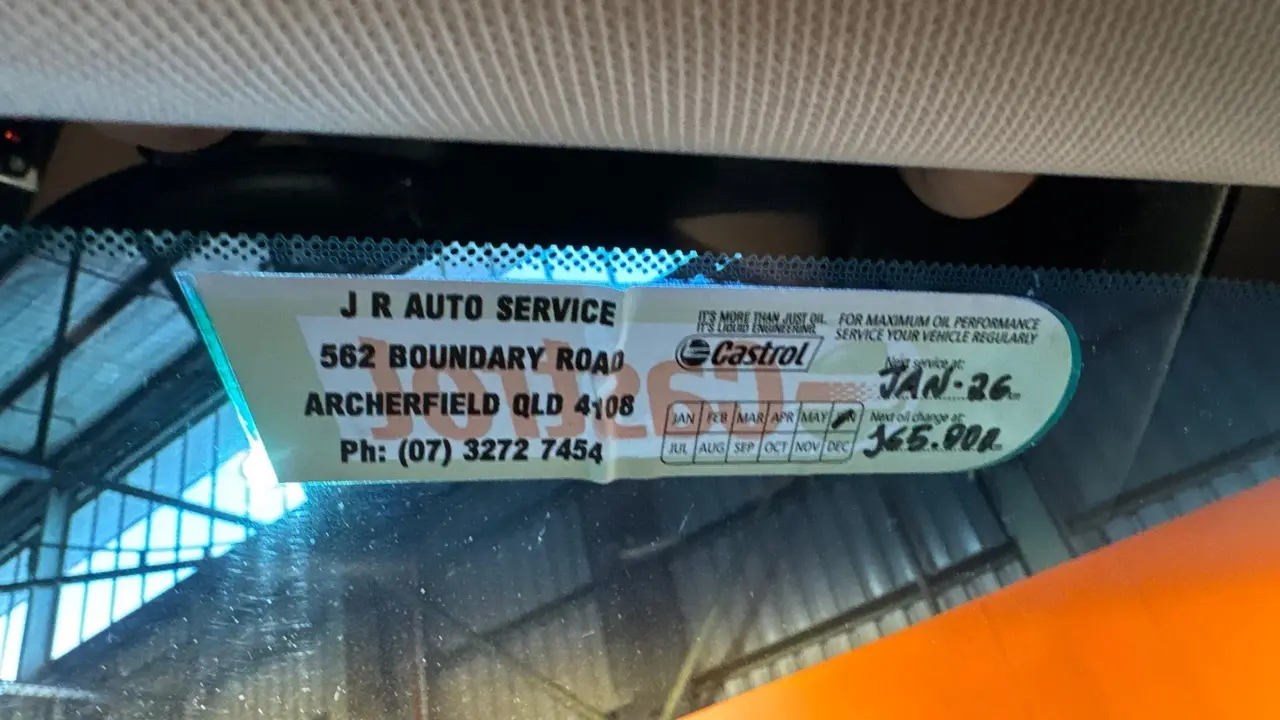 J R AUTO SERVICE
562 BOUNDARY ROAD
ARCHERFIELD QLD 4108
Ph: (07) 3272 7454
IT'S MORE THAN JUST OIL.
IT'S LIQUID ENGINEERING.
Castrol
FOR MAXIMUM OIL PERFORMANCE
SERVICE YOUR VEHICLE REGULARLY
Next service at:
JAN-26
JAN FEB MAR APR MAY JUN
JUL AUG SEP OCT NOV DEC
Next oil change at:
165.000